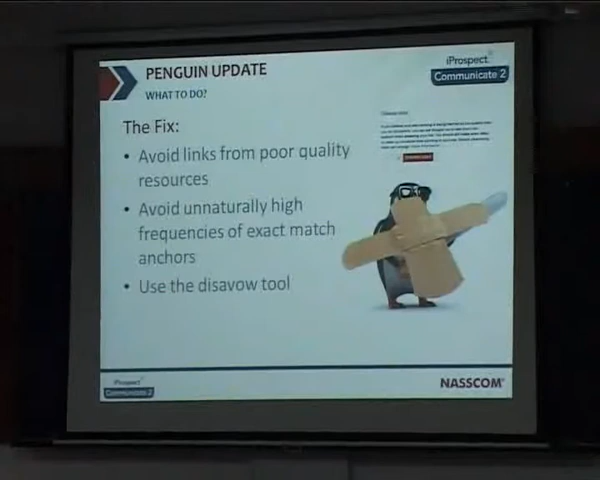 PENGUIN UPDATE
iProspect
Communicate 2
WHAT TO DO?
The Fix:
• Avoid links from poor quality
resources
• Avoid unnaturally high
frequencies of exact match
anchors
• Use the disavow tool
iProspect
Communicate 2
NASSCOM®